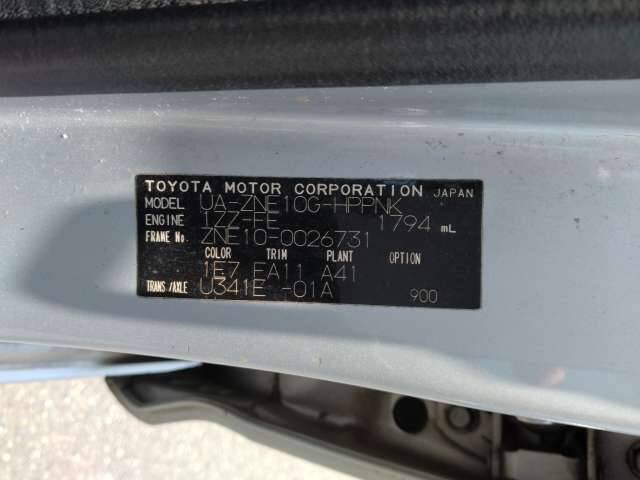 TOYOTA MOTOR CORPORATION JAPAN
MODEL UA-ZNE10G-HPPNK
ENGINE 1ZZ-FE 1794 mL
FRAME No. ZNE10-0026731
COLOR TRIM PLANT OPTION
1E7 FA11 A41
TRANS/AXLE U341E -01A 900